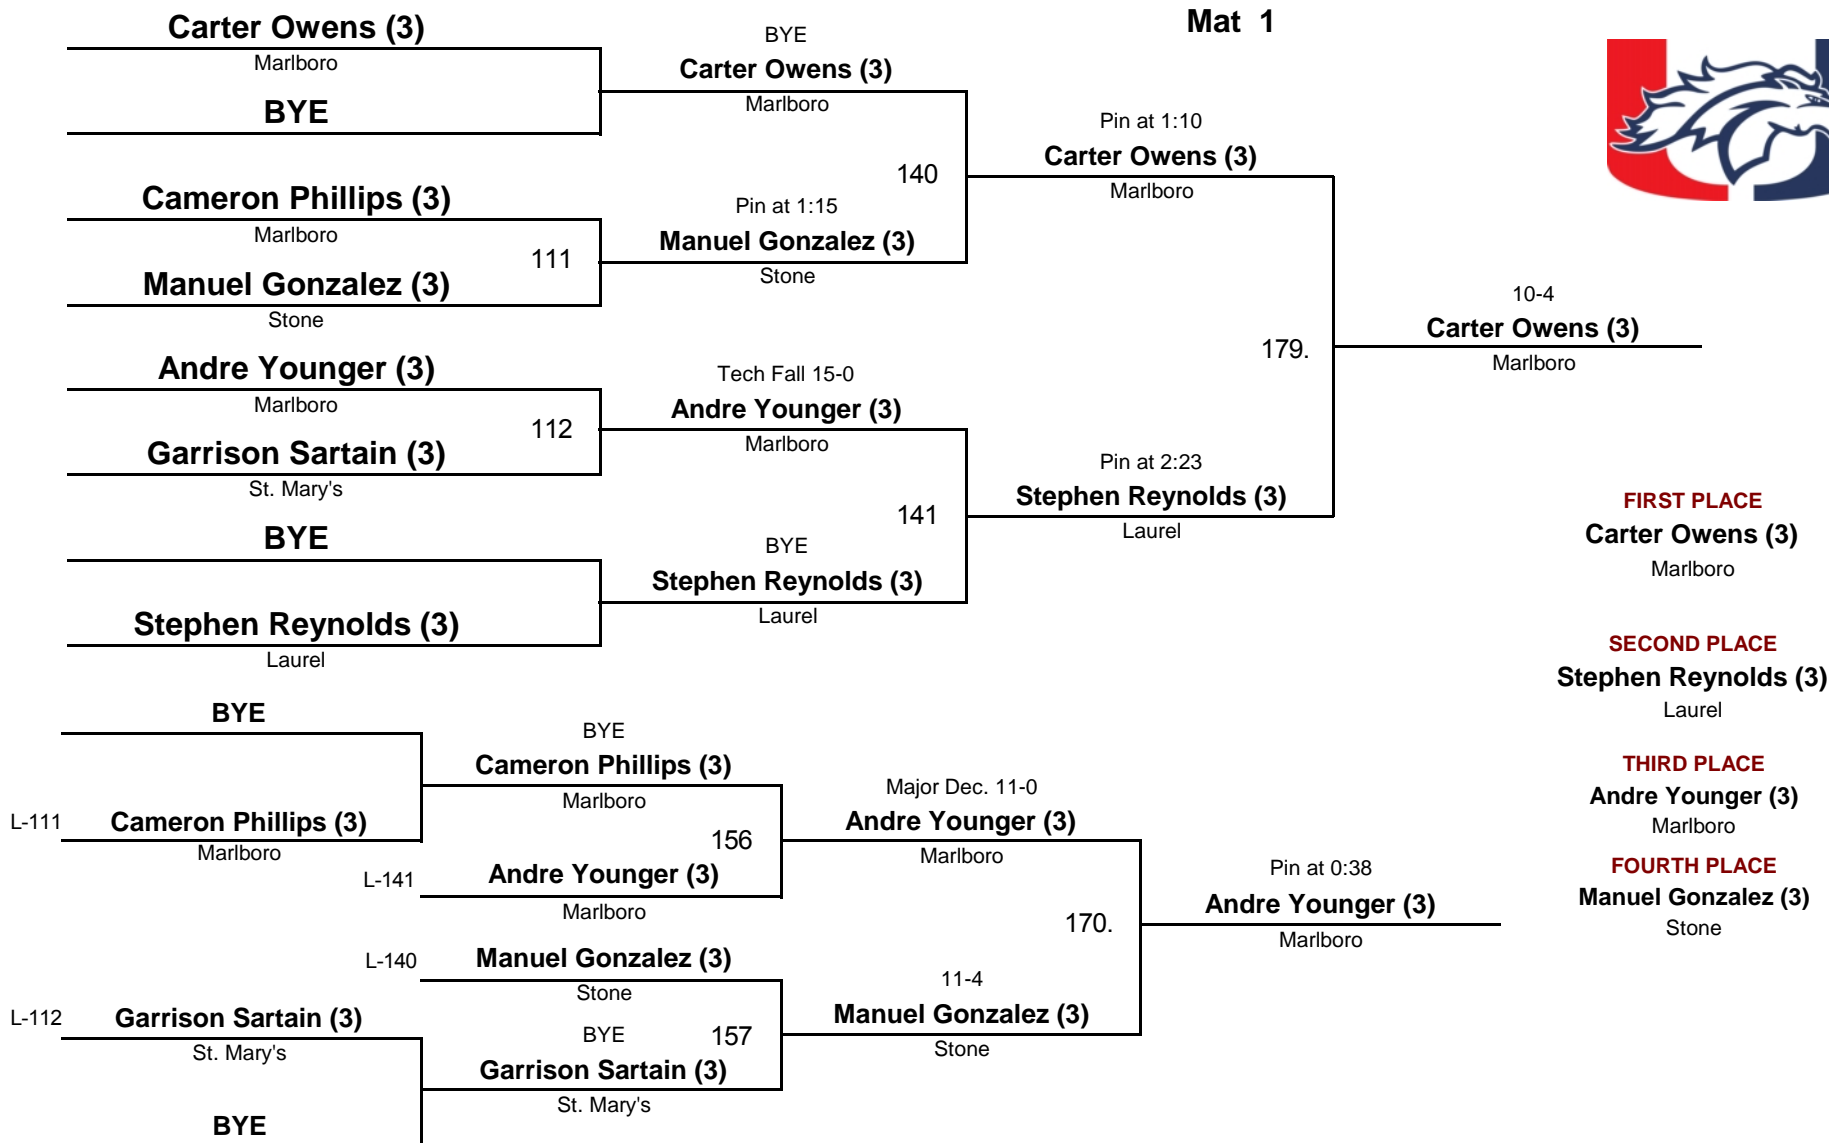 Mat 1
Carter Owens (3)
Marlboro
BYE
Cameron Phillips (3)
Marlboro
111
Manuel Gonzalez (3)
Stone
Andre Younger (3)
Marlboro
112
Garrison Sartain (3)
St. Mary's
BYE
Stephen Reynolds (3)
Laurel
BYE
Carter Owens (3)
Marlboro
140
Pin at 1:15
Manuel Gonzalez (3)
Stone
Tech Fall 15-0
Andre Younger (3)
Marlboro
141
BYE
Stephen Reynolds (3)
Laurel
Pin at 1:10
Carter Owens (3)
Marlboro
179.
Pin at 2:23
Stephen Reynolds (3)
Laurel
10-4
Carter Owens (3)
Marlboro
BYE
L-111
Cameron Phillips (3)
Marlboro
BYE
Cameron Phillips (3)
Marlboro
156
L-141
Andre Younger (3)
Marlboro
L-140
Manuel Gonzalez (3)
Stone
L-112
Garrison Sartain (3)
St. Mary's
BYE
157
Garrison Sartain (3)
St. Mary's
BYE
Major Dec. 11-0
Andre Younger (3)
Marlboro
170.
11-4
Manuel Gonzalez (3)
Stone
Pin at 0:38
Andre Younger (3)
Marlboro
FIRST PLACE
Carter Owens (3)
Marlboro
SECOND PLACE
Stephen Reynolds (3)
Laurel
THIRD PLACE
Andre Younger (3)
Marlboro
FOURTH PLACE
Manuel Gonzalez (3)
Stone